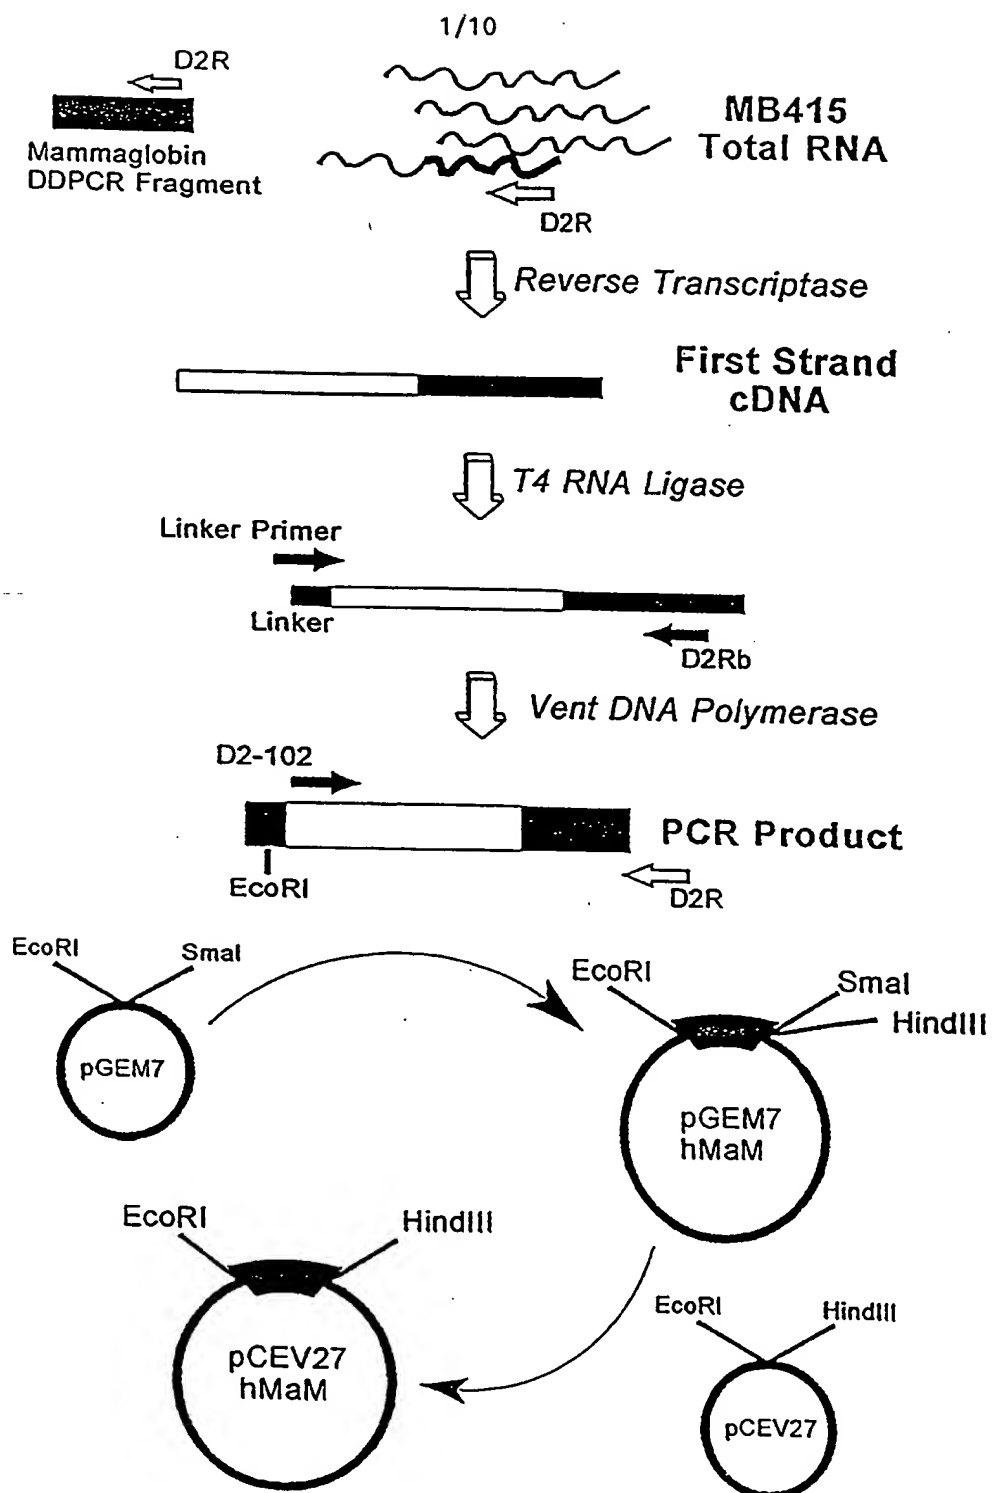 1/10
D2R
Mammaglobin
DDPCR Fragment
MB415
Total RNA
D2R
Reverse Transcriptase
First Strand
cDNA
T4 RNA Ligase
Linker Primer
Linker
D2Rb
Vent DNA Polymerase
D2-102
PCR Product
EcoRI
D2R
EcoRI
SmaI
pGEM7
EcoRI
SmaI
HindIII
pGEM7
hMaM
EcoRI
HindIII
pCEV27
hMaM
EcoRI
HindIII
pCEV27